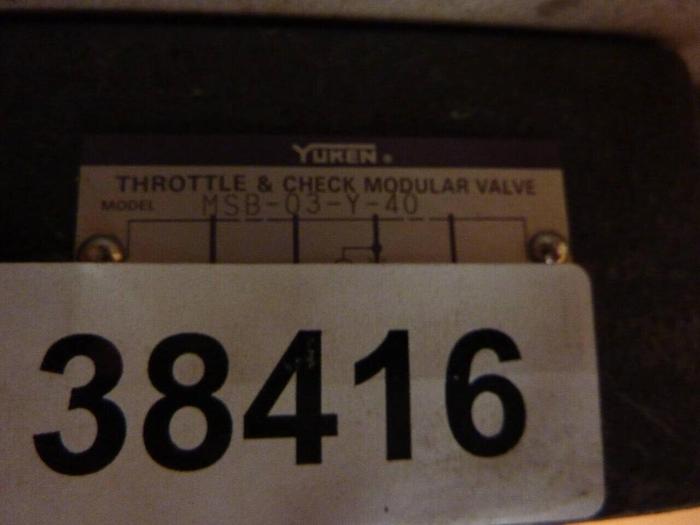 YUKEN®
THROTTLE & CHECK MODULAR VALVE
MODEL MSB-03-Y-40
38416